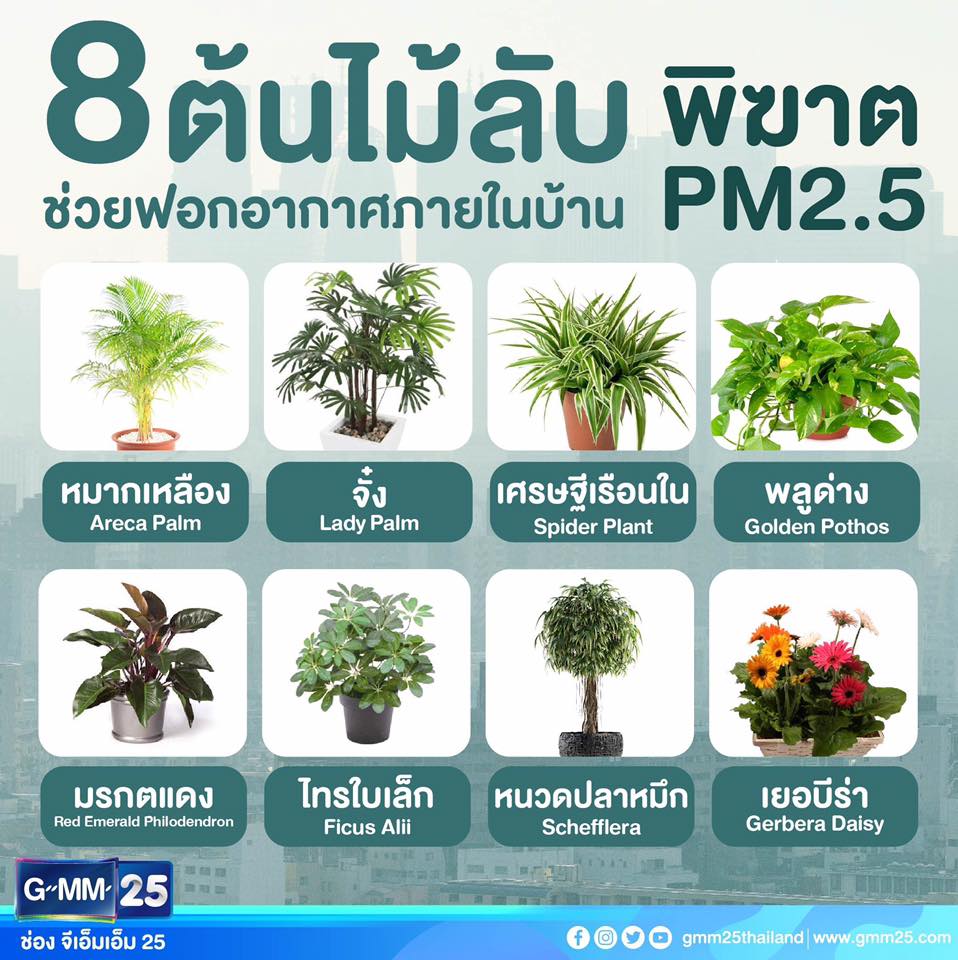 8 ต้นไม้ลับ พิฆาต
ช่วยฟอกอากาศภายในบ้าน PM2.5
หมากเหลือง
Areca Palm
จั๋ง
Lady Palm
เศรษฐีเรือนใน
Spider Plant
พลูด่าง
Golden Pothos
มรกตแดง
Red Emerald Philodendron
ไทรใบเล็ก
Ficus Alii
หนวดปลาหมึก
Schefflera
เยอบีร่า
Gerbera Daisy
G-MM- 25
ช่อง จีเอ็มเอ็ม 25
gmm25thailand | www.gmm25.com